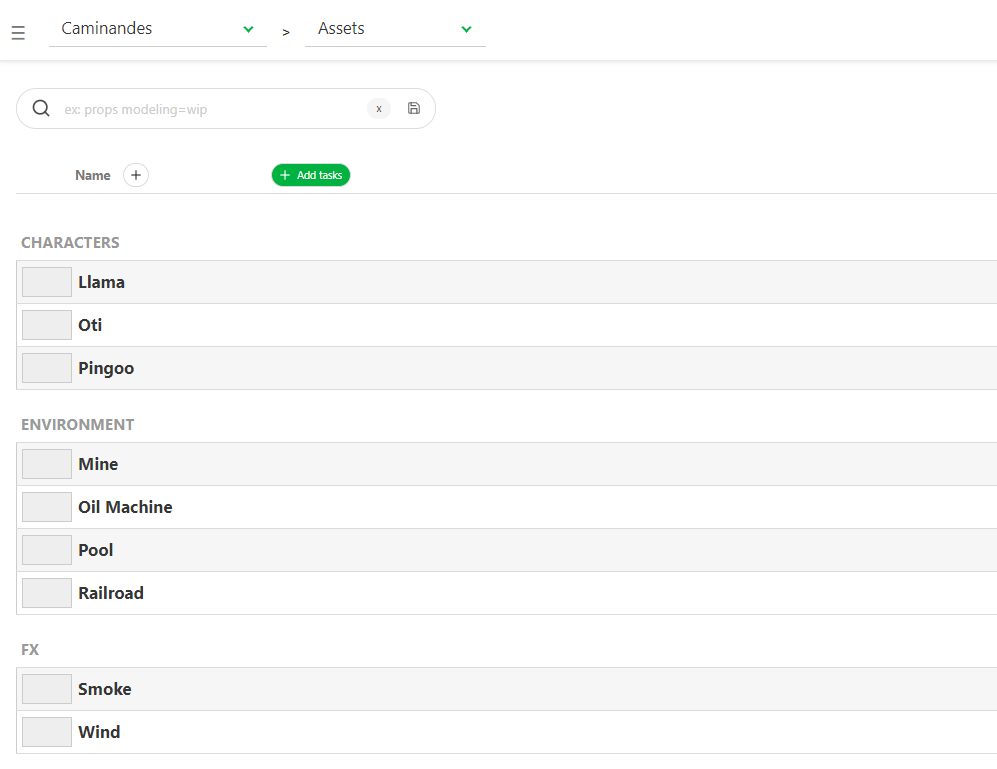 Caminandes > Assets
ex: props modeling=wip x
Name + + Add tasks
CHARACTERS
Llama
Oti
Pingoo
ENVIRONMENT
Mine
Oil Machine
Pool
Railroad
FX
Smoke
Wind